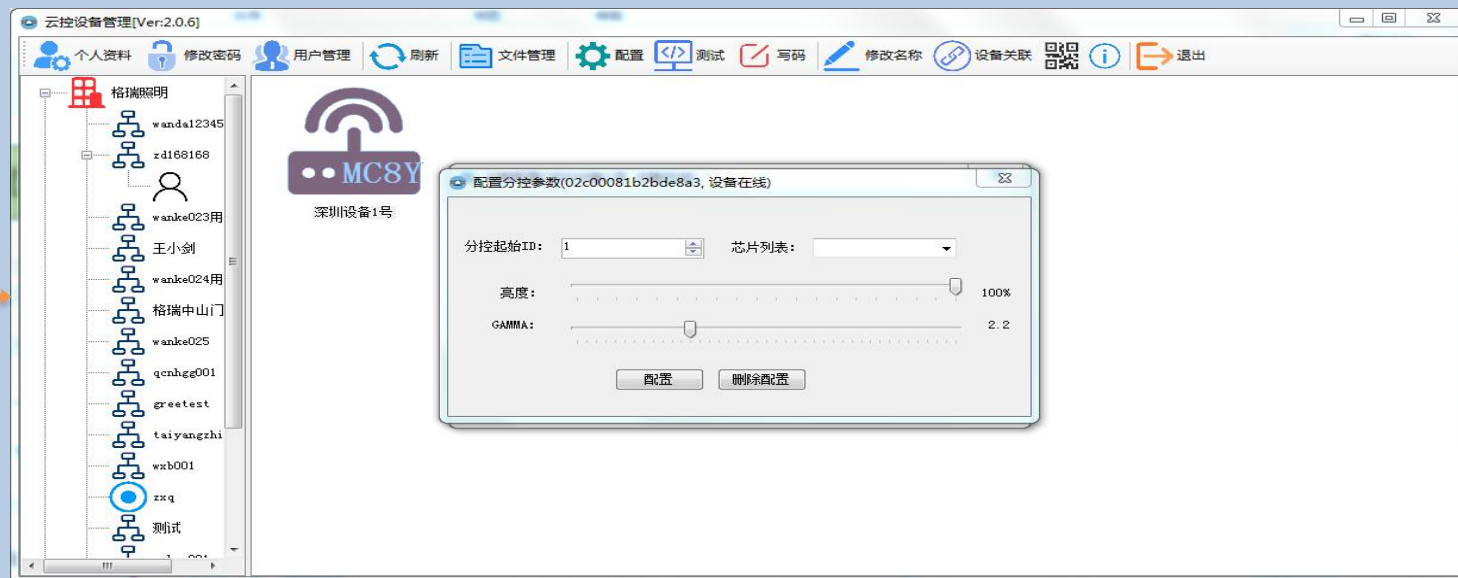 云控设备管理[Ver:2.0.6]
个人资料 修改密码 用户管理 刷新 文件管理 配置 测试 写码 修改名称 设备关联 退出
格瑞照明
wanda12345
zd168168
wanke023用
王小剑
wanke024用
格瑞中山门
wanke025
qcnhgg001
greetest
taiyangzhi
wxb001
zxq
测试
MC8Y
深圳设备1号
配置分控参数(02c00081b2bde8a3, 设备在线)
分控起始ID: 1 芯片列表:
亮度: 100%
GAMMA: 2.2
配置 删除配置